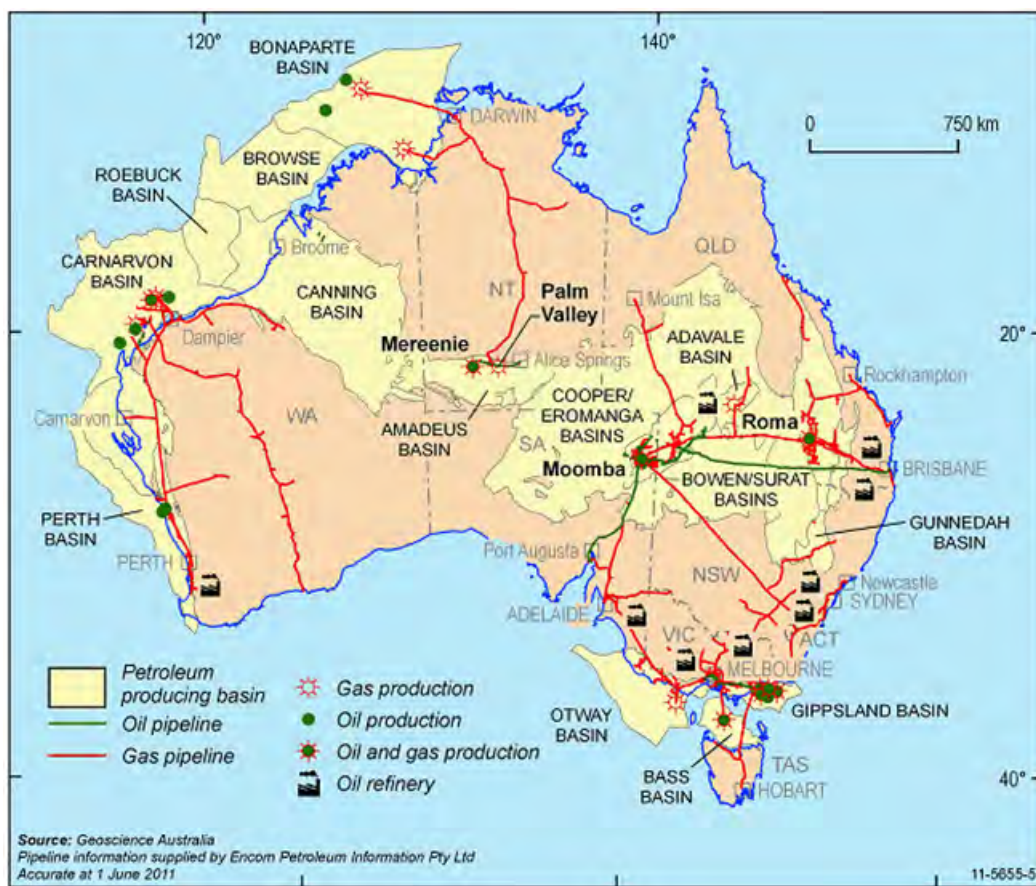 120°
140°
BONAPARTE
BASIN
DARWIN
0
750 km
BROWSE
BASIN
ROEBUCK
BASIN
QLD
Broome
CARNARVON
BASIN
CANNING
BASIN
NT
Palm
Valley
Mount Isa
ADAVALE
BASIN
Dampier
Mereenie
20°
Alice Springs
Rockhampton
Carnarvon
WA
COOPER/
EROMANGA
BASINS
Roma
AMADEUS
BASIN
SA
Moomba
BRISBANE
BOWEN/SURAT
BASINS
PERTH
BASIN
GUNNEDAH
BASIN
Port Augusta
PERTH
NSW
Newcastle
SYDNEY
ADELAIDE
VIC
ACT
MELBOURNE
Petroleum
producing basin
Oil pipeline
Gas pipeline
Gas production
Oil production
Oil and gas production
Oil refinery
OTWAY
BASIN
GIPPSLAND BASIN
BASS
BASIN
TAS
HOBART
40°
Source: Geoscience Australia
Pipeline information supplied by Encom Petroleum Information Pty Ltd
Accurate at 1 June 2011